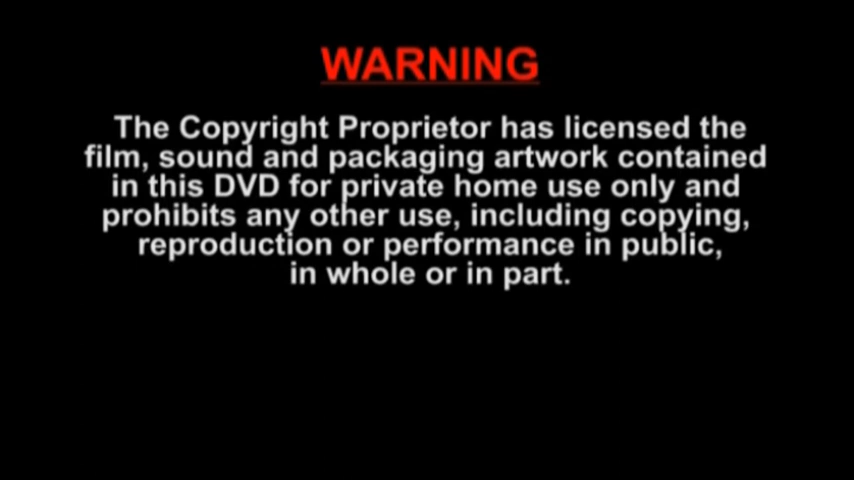 WARNING
The Copyright Proprietor has licensed the
film, sound and packaging artwork contained
in this DVD for private home use only and
prohibits any other use, including copying,
reproduction or performance in public,
in whole or in part.